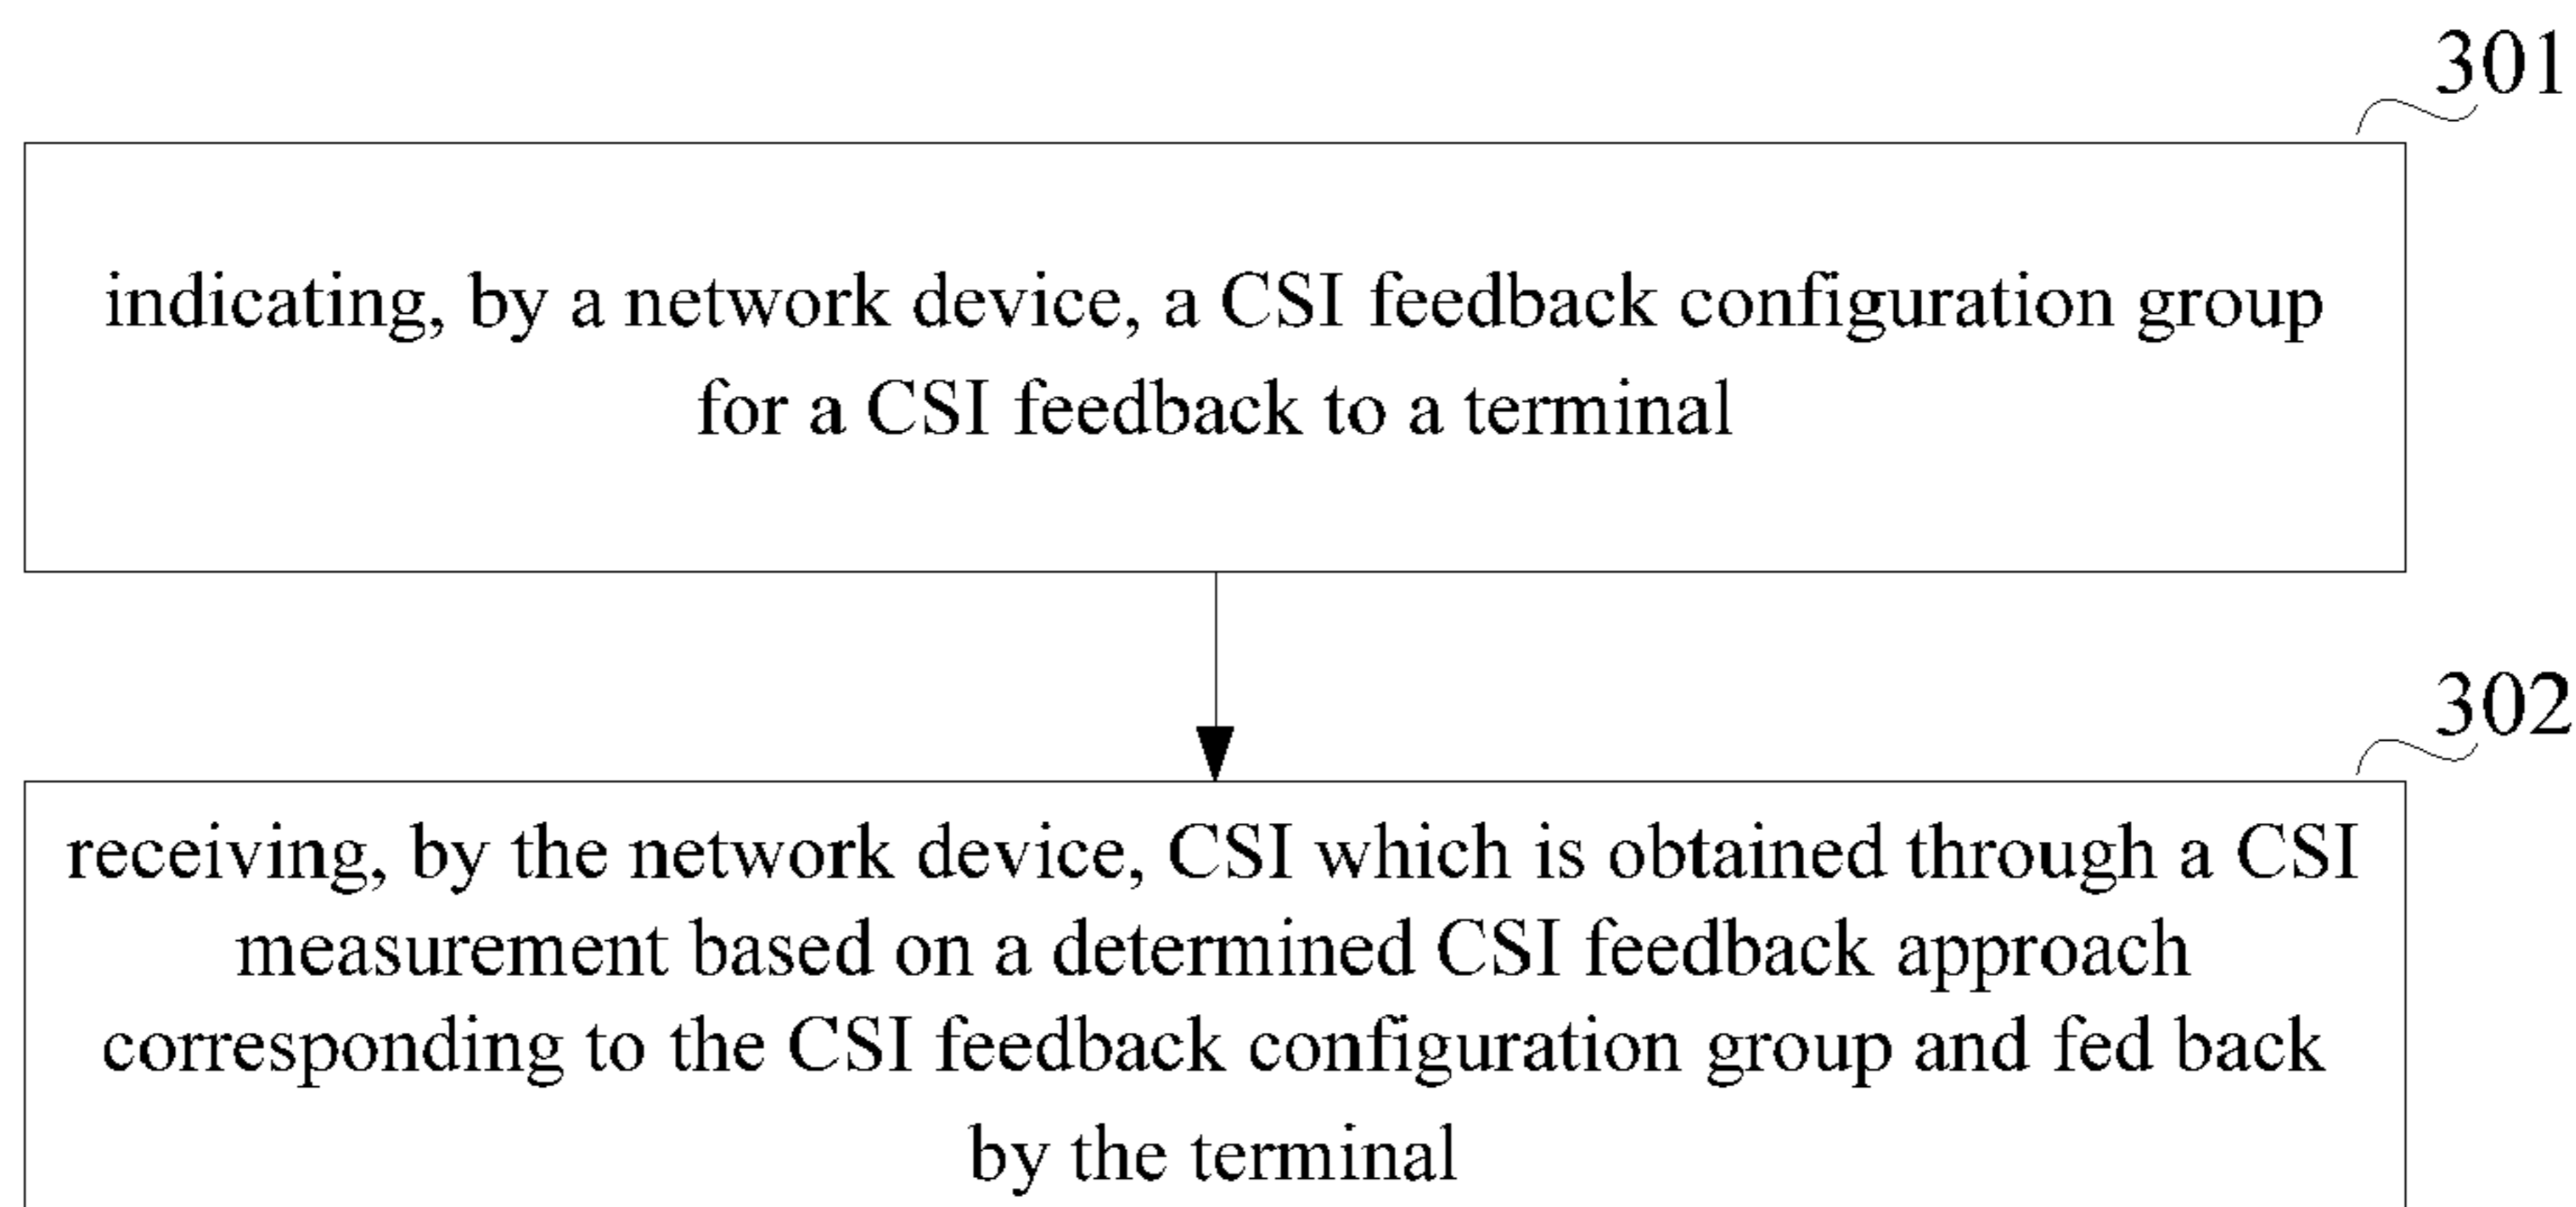 301
indicating, by a network device, a CSI feedback configuration group
for a CSI feedback to a terminal
302
receiving, by the network device, CSI which is obtained through a CSI
measurement based on a determined CSI feedback approach
corresponding to the CSI feedback configuration group and fed back
by the terminal